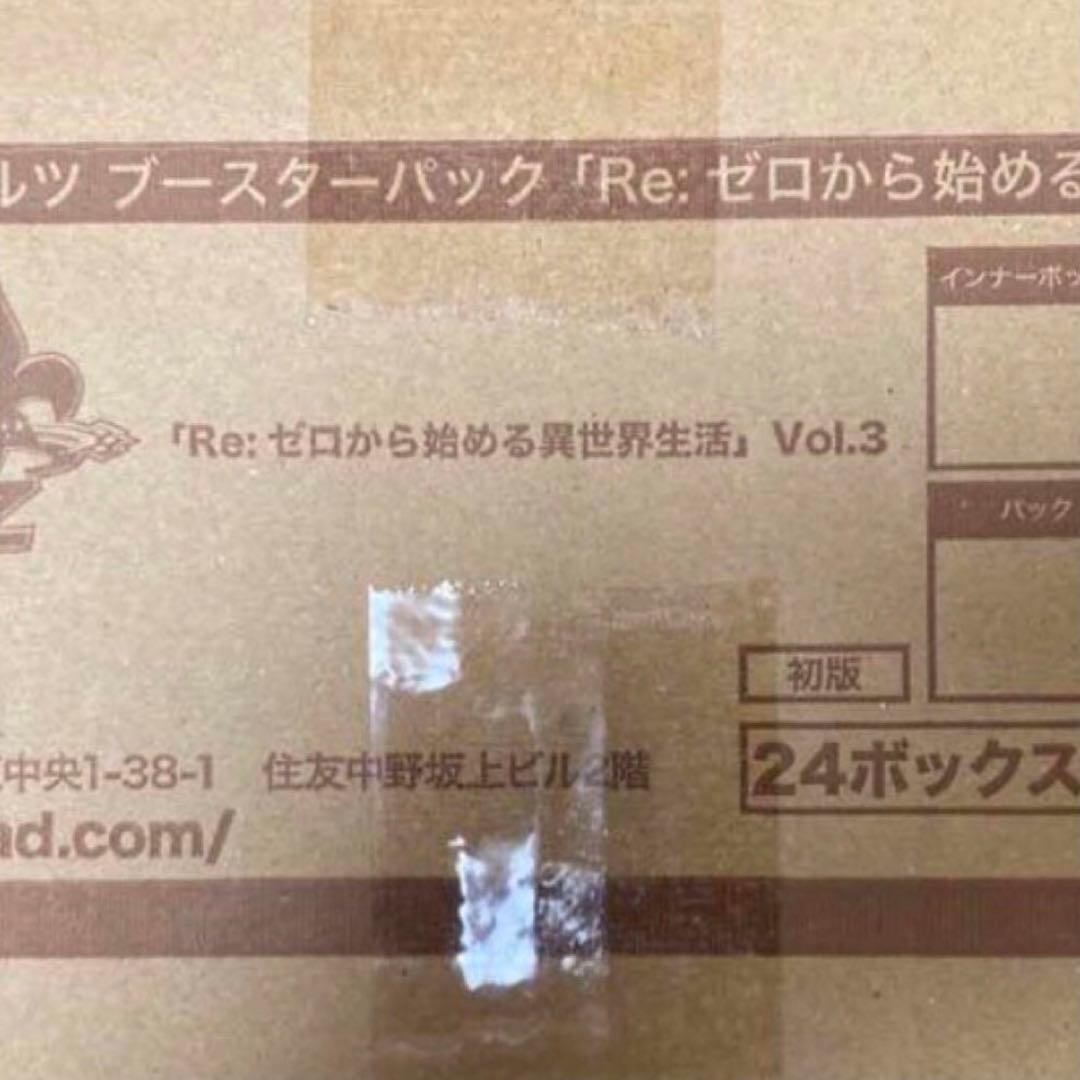 ルツ ブースターパック「Re: ゼロから始める
インナーボッ
「Re: ゼロから始める異世界生活」 Vol.3
パック
初版
中央1-38-1 住友中野坂上ビル2階
24ボックス
ad.com/